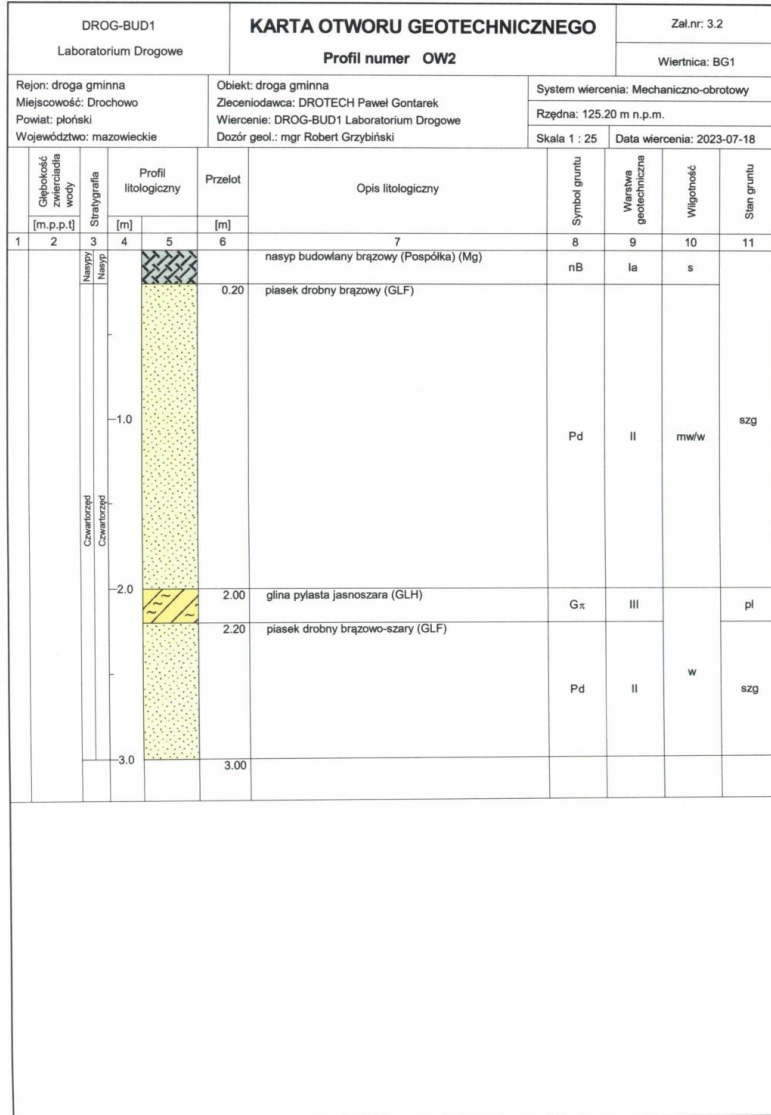 DROG-BUD1
Laboratorium Drogowe
KARTA OTWORU GEOTECHNICZNEGO
Profil numer OW2
Zał.nr: 3.2
Wiertnica: BG1
Rejon: droga gminna
Miejscowość: Drochowo
Powiat: płoński
Województwo: mazowieckie
Obiekt: droga gminna
Zleceniodawca: DROTECH Paweł Gontarek
Wiercenie: DROG-BUD1 Laboratorium Drogowe
Dozór geol.: mgr Robert Grzybiński
System wiercenia: Mechaniczno-obrotowy
Rzędna: 125.20 m n.p.m.
Skala 1 : 25 Data wiercenia: 2023-07-18
Głębokość
zwierciadła
wody
[m.p.p.t]
Stratygrafia
Profil
litologiczny
[m]
Przelot
[m]
Opis litologiczny
Symbol gruntu
Warstwa
geotechniczna
Wilgotność
Stan gruntu
1 2 3 4 5 6 7 8 9 10 11
Nasypy
Nasyp
nasyp budowlany brązowy (Pospółka) (Mg)
nB Ia s
0.20 piasek drobny brązowy (GLF)
-1.0
Pd II mw/w
szg
Czwartorzęd
Czwartorzęd
-2.0
2.00 glina pylasta jasnoszara (GLH)
Gπ III pl
2.20 piasek drobny brązowo-szary (GLF)
w
Pd II szg
-3.0
3.00